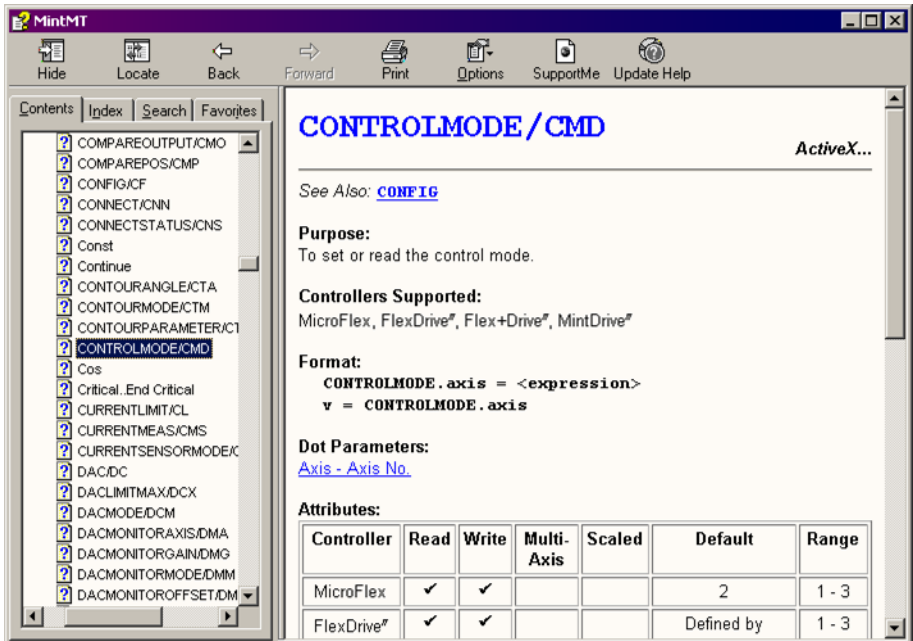 MintMT
Hide Locate Back Forward Print Options SupportMe Update Help
Contents Index Search Favorites
COMPAREOUTPUT/CMO
COMPAREPOS/CMP
CONFIG/CF
CONNECT/CNN
CONNECTSTATUS/CNS
Const
Continue
CONTOURANGLE/CTA
CONTOURMODE/CTM
CONTOURPARAMETER/CT
CONTROLMODE/CMD
Cos
Critical..End Critical
CURRENTLIMIT/CL
CURRENTMEAS/CMS
CURRENTSENSORMODE/C
DAC/DC
DACLIMITMAX/DCX
DACMODE/DCM
DACMONITORAXIS/DMA
DACMONITORGAIN/DMG
DACMONITORMODE/DMM
DACMONITOROFFSET/DM
CONTROLMODE/CMD
ActiveX...
See Also: CONFIG
Purpose:
To set or read the control mode.
Controllers Supported:
MicroFlex, FlexDriveII, Flex+DriveII, MintDriveII
Format:
CONTROLMODE.axis = <expression>
v = CONTROLMODE.axis
Dot Parameters:
Axis - Axis No.
Attributes:
Controller Read Write Multi-Axis Scaled Default Range
MicroFlex ✓ ✓ 2 1 - 3
FlexDriveII ✓ ✓ Defined by 1 - 3